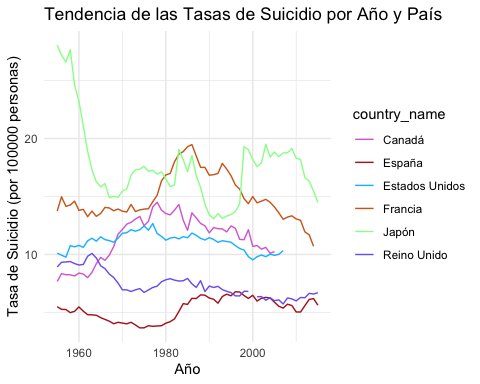 Tendencia de las Tasas de Suicidio por Año y País
Tasa de Suicidio (por 100000 personas)
20
10
1960
1980
2000
Año
country_name
Canadá
España
Estados Unidos
Francia
Japón
Reino Unido